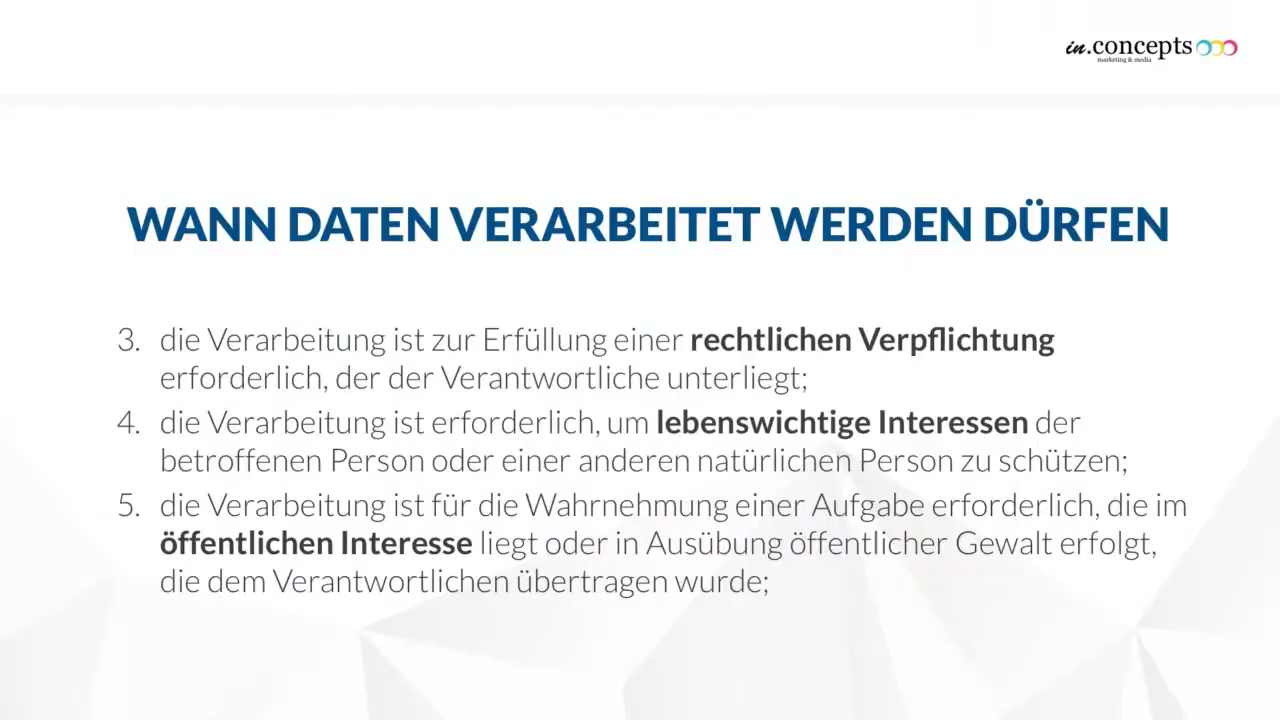 in.concepts
marketing & media
WANN DATEN VERARBEITET WERDEN DÜRFEN
3. die Verarbeitung ist zur Erfüllung einer rechtlichen Verpflichtung
erforderlich, der der Verantwortliche unterliegt;
4. die Verarbeitung ist erforderlich, um lebenswichtige Interessen der
betroffenen Person oder einer anderen natürlichen Person zu schützen;
5. die Verarbeitung ist für die Wahrnehmung einer Aufgabe erforderlich, die im
öffentlichen Interesse liegt oder in Ausübung öffentlicher Gewalt erfolgt,
die dem Verantwortlichen übertragen wurde;